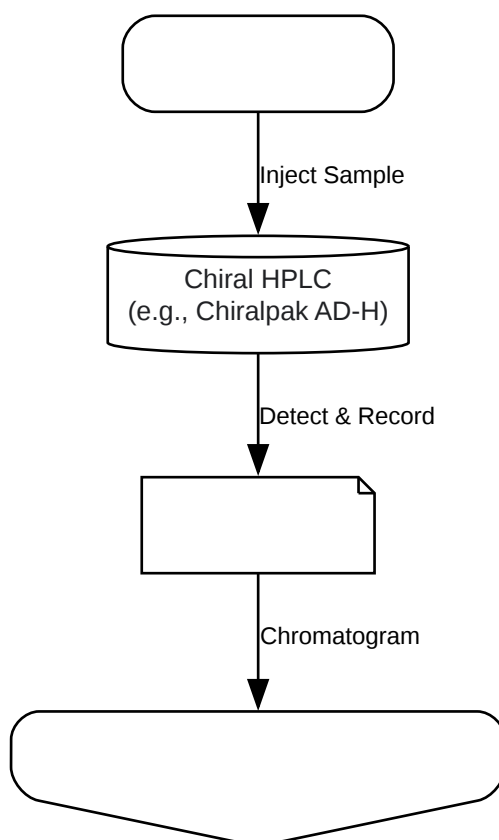 Inject Sample
Chiral HPLC
(e.g., Chiralpak AD-H)
Detect & Record
Chromatogram